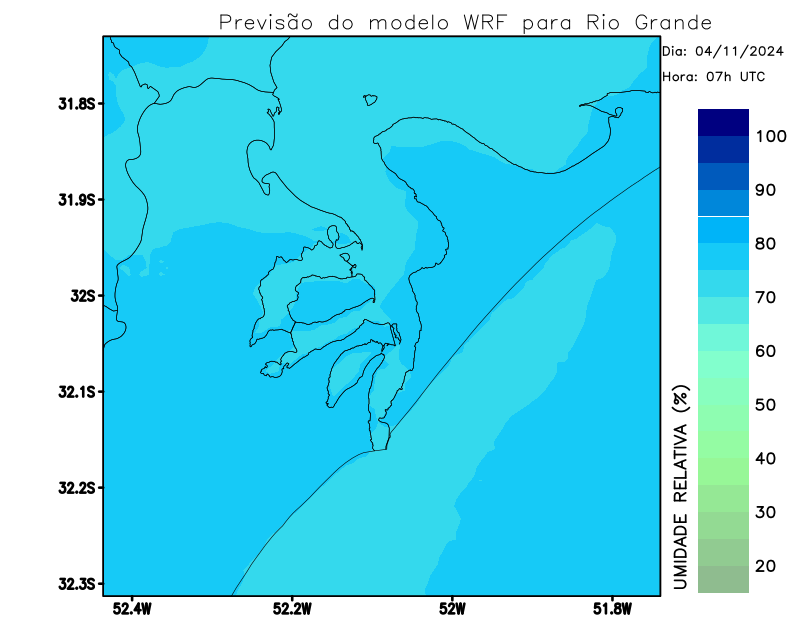 Previsão do modelo WRF para Rio Grande
Dia: 04/11/2024
Hora: 07h UTC
31.8S
31.9S
32S
32.1S
32.2S
32.3S
52.4W
52.2W
52W
51.8W
UMIDADE RELATIVA (%)
100
90
80
70
60
50
40
30
20